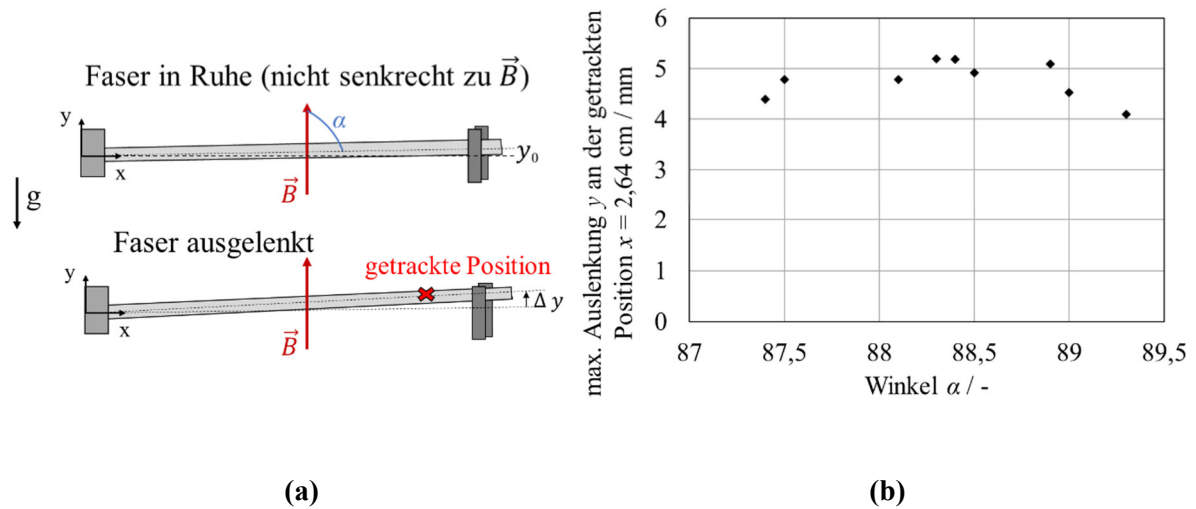 Faser in Ruhe (nicht senkrecht zu B⃗)
y
α
y₀
x
B⃗
g
Faser ausgelenkt
getrackte Position
y
Δ y
x
B⃗
(a)
max. Auslenkung y an der getrackten
Position x = 2,64 cm / mm
6
5
4
3
2
1
0
87 87,5 88 88,5 89 89,5
Winkel α / -
(b)